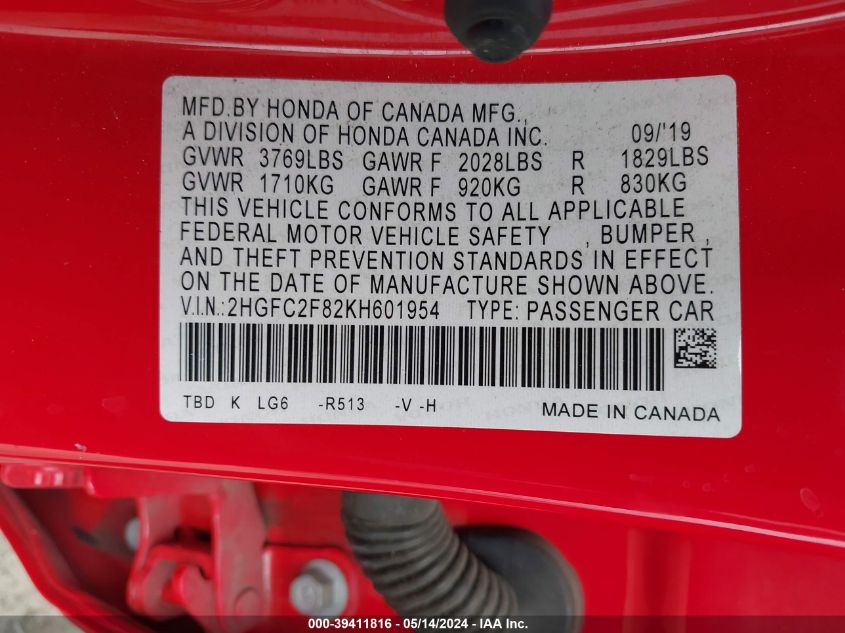 MFD.BY HONDA OF CANADA MFG.,
A DIVISION OF HONDA CANADA INC. 09/'19
GVWR 3769LBS GAWR F 2028LBS R 1829LBS
GVWR 1710KG GAWR F 920KG R 830KG
THIS VEHICLE CONFORMS TO ALL APPLICABLE
FEDERAL MOTOR VEHICLE SAFETY , BUMPER ,
AND THEFT PREVENTION STANDARDS IN EFFECT
ON THE DATE OF MANUFACTURE SHOWN ABOVE.
V.I.N.:2HGFC2F82KH601954 TYPE: PASSENGER CAR
TBD K LG6 -R513 -V -H MADE IN CANADA
000-39411816 - 05/14/2024 - IAA Inc.